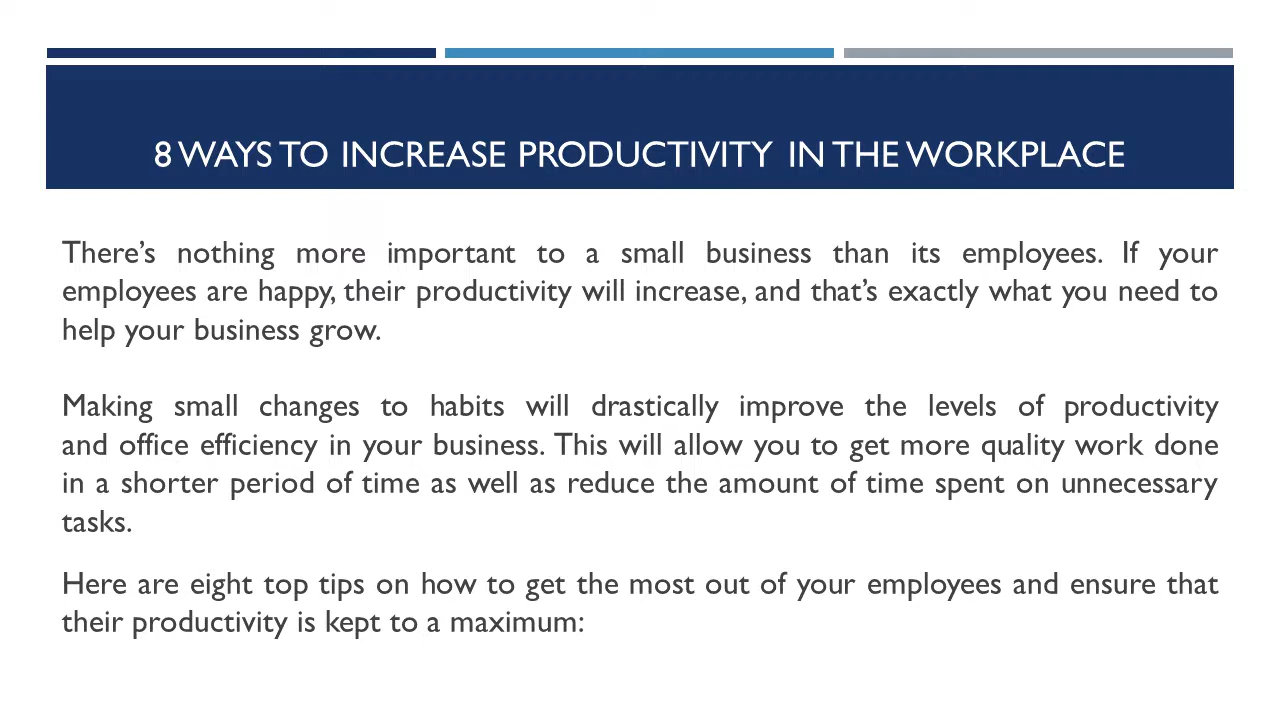 8 WAYS TO INCREASE PRODUCTIVITY IN THE WORKPLACE
There’s nothing more important to a small business than its employees. If your
employees are happy, their productivity will increase, and that’s exactly what you need to
help your business grow.
Making small changes to habits will drastically improve the levels of productivity
and office efficiency in your business. This will allow you to get more quality work done
in a shorter period of time as well as reduce the amount of time spent on unnecessary
tasks.
Here are eight top tips on how to get the most out of your employees and ensure that
their productivity is kept to a maximum: